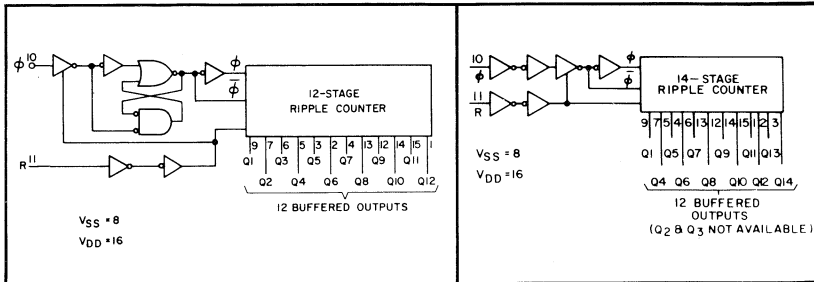 ϕ 10
ϕ
ϕ̅
12-STAGE
RIPPLE COUNTER
R 11
9 7 6 5 3 2 4 13 12 14 15 1
Q1 Q3 Q5 Q7 Q9 Q11
Q2 Q4 Q6 Q8 Q10 Q12
12 BUFFERED OUTPUTS
VSS = 8
VDD = 16
10
ϕ̅
ϕ
ϕ̅
14-STAGE
RIPPLE COUNTER
11
R
9 7 5 4 6 13 12 14 15 1 2 3
Q1 Q5 Q7 Q9 Q11 Q13
Q4 Q6 Q8 Q10 Q12 Q14
12 BUFFERED
OUTPUTS
(Q2 & Q3 NOT AVAILABLE)
VSS = 8
VDD = 16